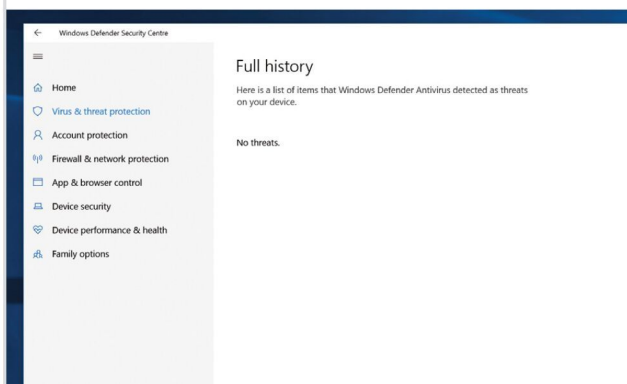 Windows Defender Security Centre
Full history
Here is a list of items that Windows Defender Antivirus detected as threats
on your device.
No threats.
Home
Virus & threat protection
Account protection
Firewall & network protection
App & browser control
Device security
Device performance & health
Family options